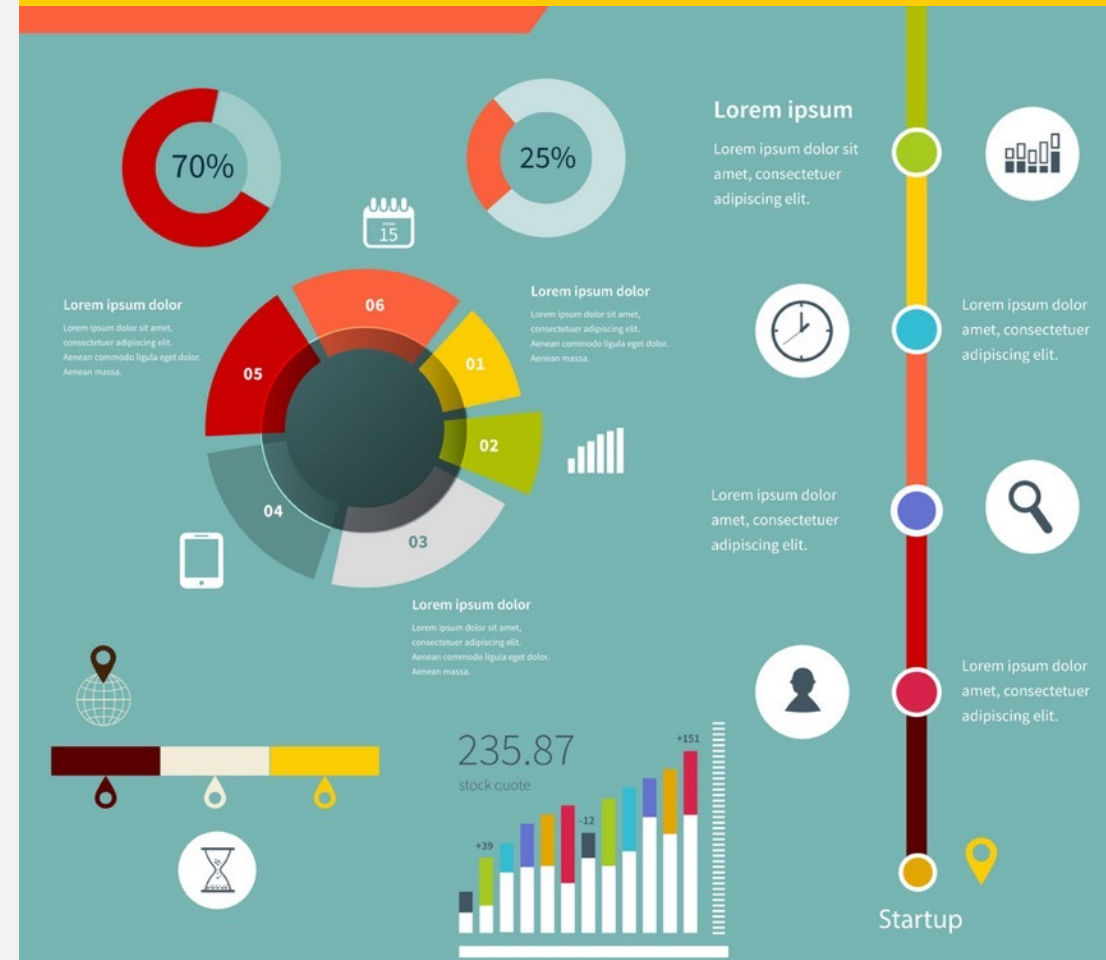 70%
25%
15
Lorem ipsum
Lorem ipsum dolor sit
amet, consectetuer
adipiscing elit.
Lorem ipsum dolor
Lorem ipsum dolor sit amet,
consectetuer adipiscing elit.
Aenean commodo ligula eget dolor.
Aenean massa.
06
01
05
02
04
03
Lorem ipsum dolor
Lorem ipsum dolor sit amet,
consectetuer adipiscing elit.
Aenean commodo ligula eget dolor.
Aenean massa.
Lorem ipsum dolor
amet, consectetuer
adipiscing elit.
Lorem ipsum dolor
amet, consectetuer
adipiscing elit.
Lorem ipsum dolor
Lorem ipsum dolor sit amet,
consectetuer adipiscing elit.
Aenean commodo ligula eget dolor.
Aenean massa.
Lorem ipsum dolor
amet, consectetuer
adipiscing elit.
235.87
stock quote
+39
-12
+151
Startup